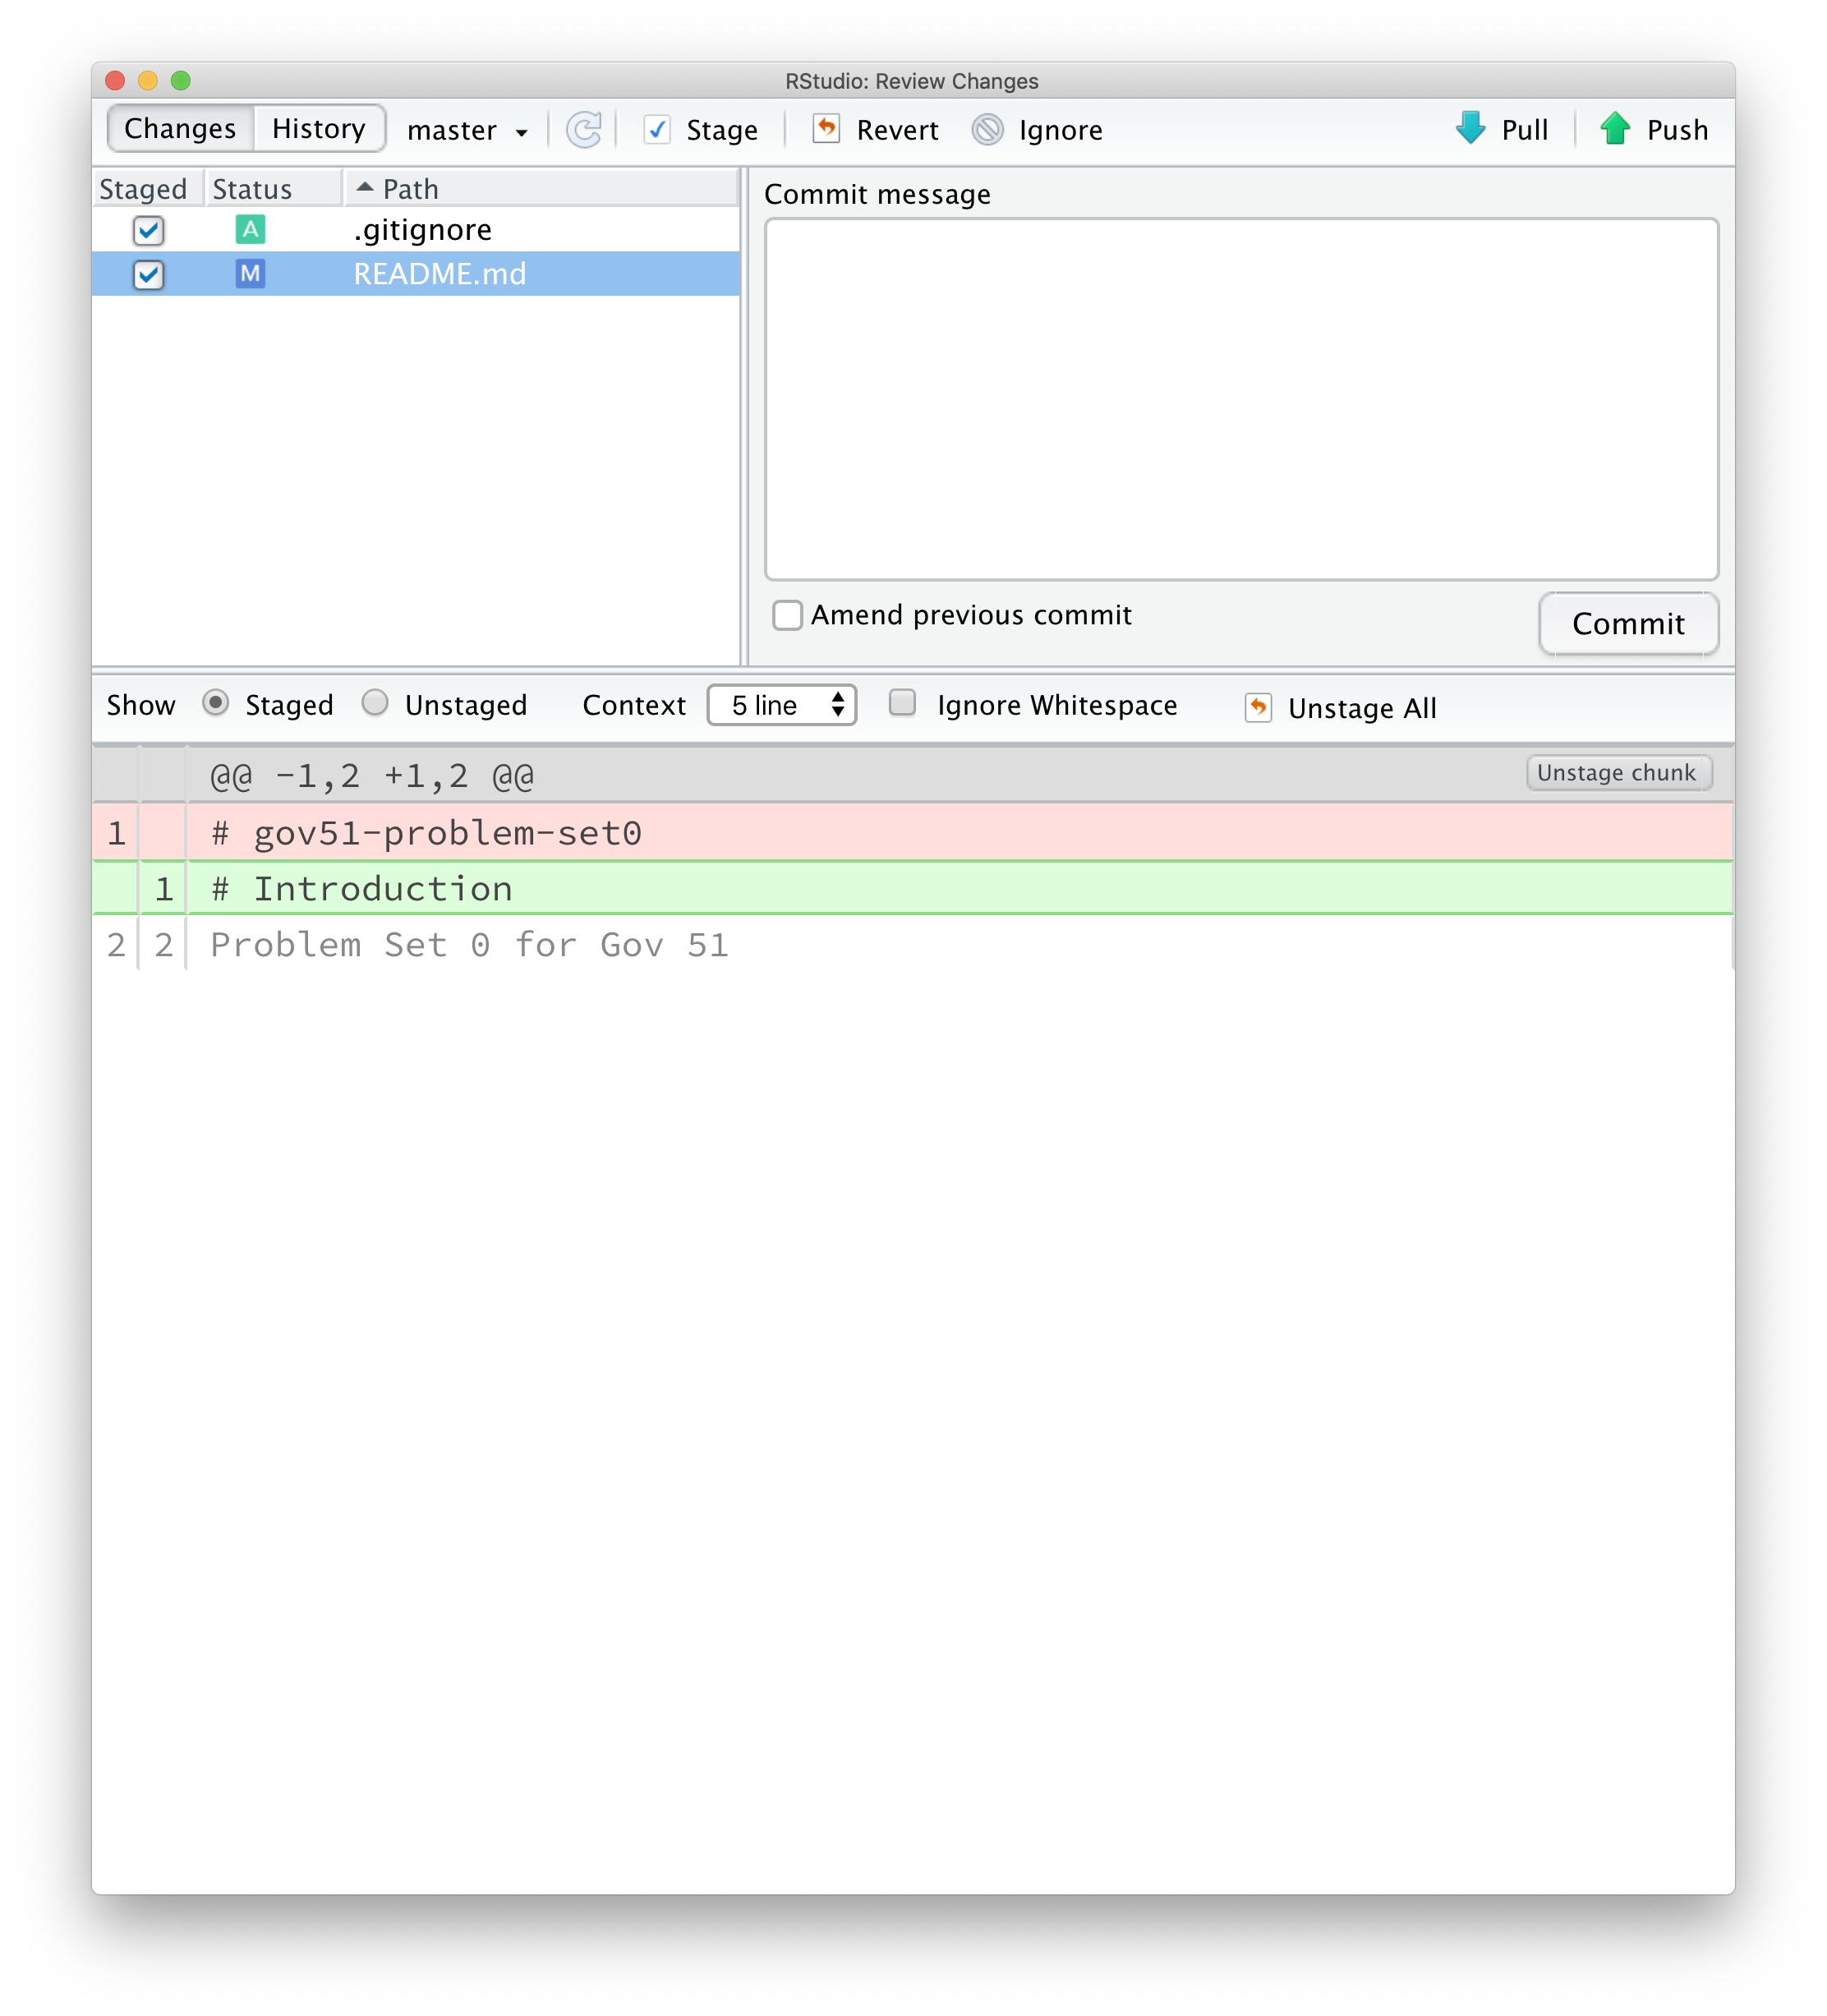 RStudio: Review Changes
Changes History master Stage Revert Ignore Pull Push
Staged Status Path
A .gitignore
M README.md
Commit message
Amend previous commit
Commit
Show Staged Unstaged Context 5 line Ignore Whitespace Unstage All
@@ -1,2 +1,2 @@ Unstage chunk
1 # gov51-problem-set0
1 # Introduction
2 2 Problem Set 0 for Gov 51